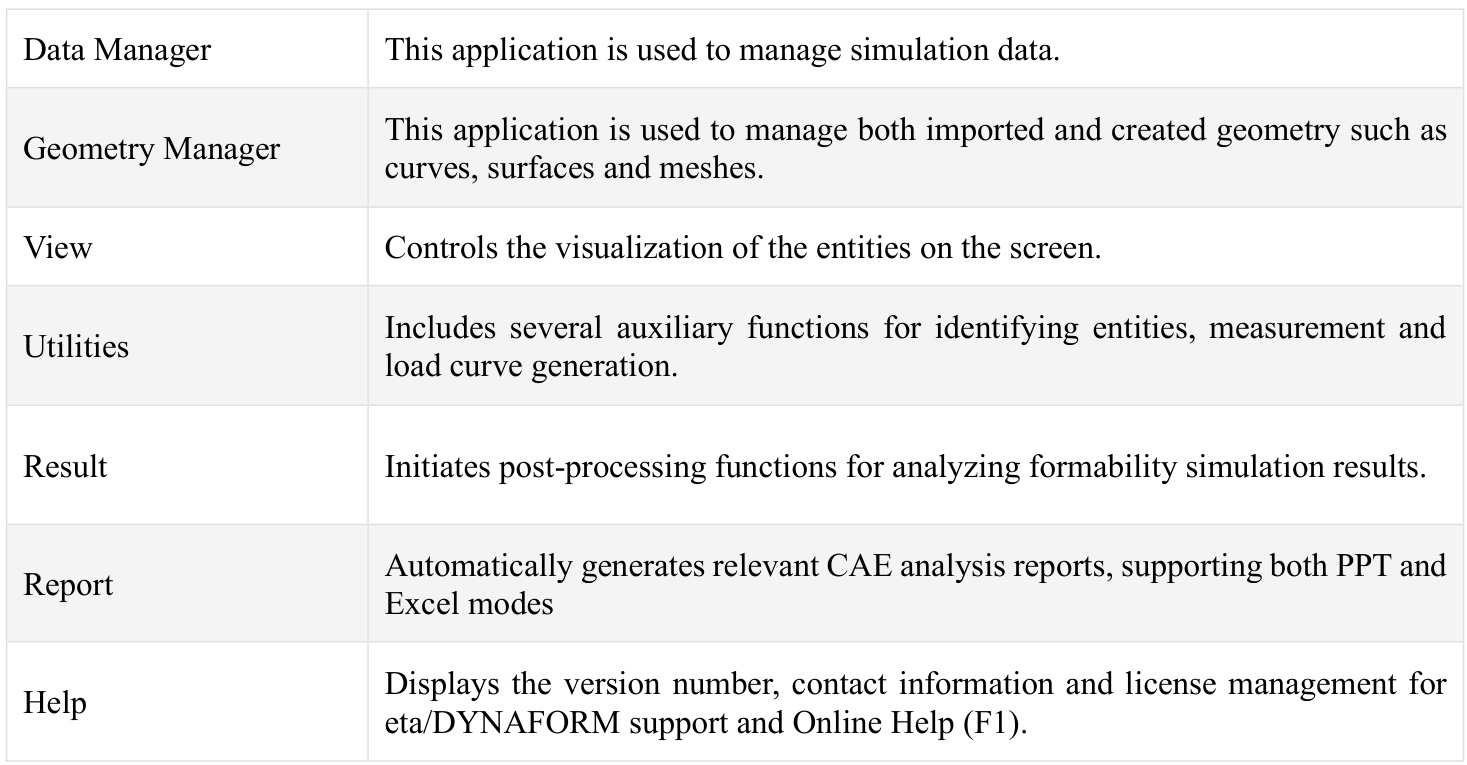 Data Manager
This application is used to manage simulation data.
Geometry Manager
This application is used to manage both imported and created geometry such as
curves, surfaces and meshes.
View
Controls the visualization of the entities on the screen.
Utilities
Includes several auxiliary functions for identifying entities, measurement and
load curve generation.
Result
Initiates post-processing functions for analyzing formability simulation results.
Report
Automatically generates relevant CAE analysis reports, supporting both PPT and
Excel modes
Help
Displays the version number, contact information and license management for
eta/DYNAFORM support and Online Help (F1).